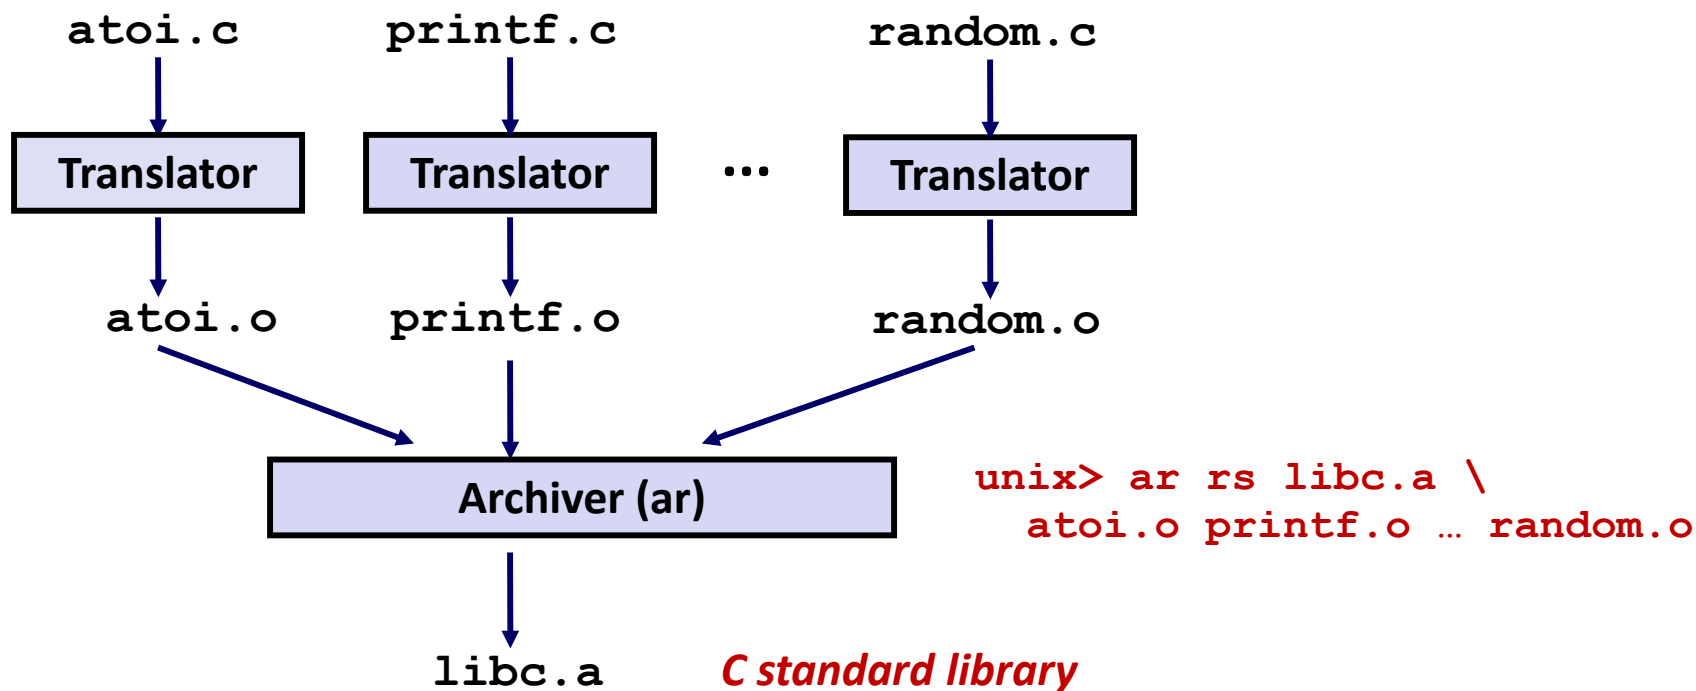 atoi.c printf.c random.c
Translator Translator ... Translator
atoi.o printf.o random.o
Archiver (ar)
unix> ar rs libc.a \
atoi.o printf.o … random.o
libc.a C standard library